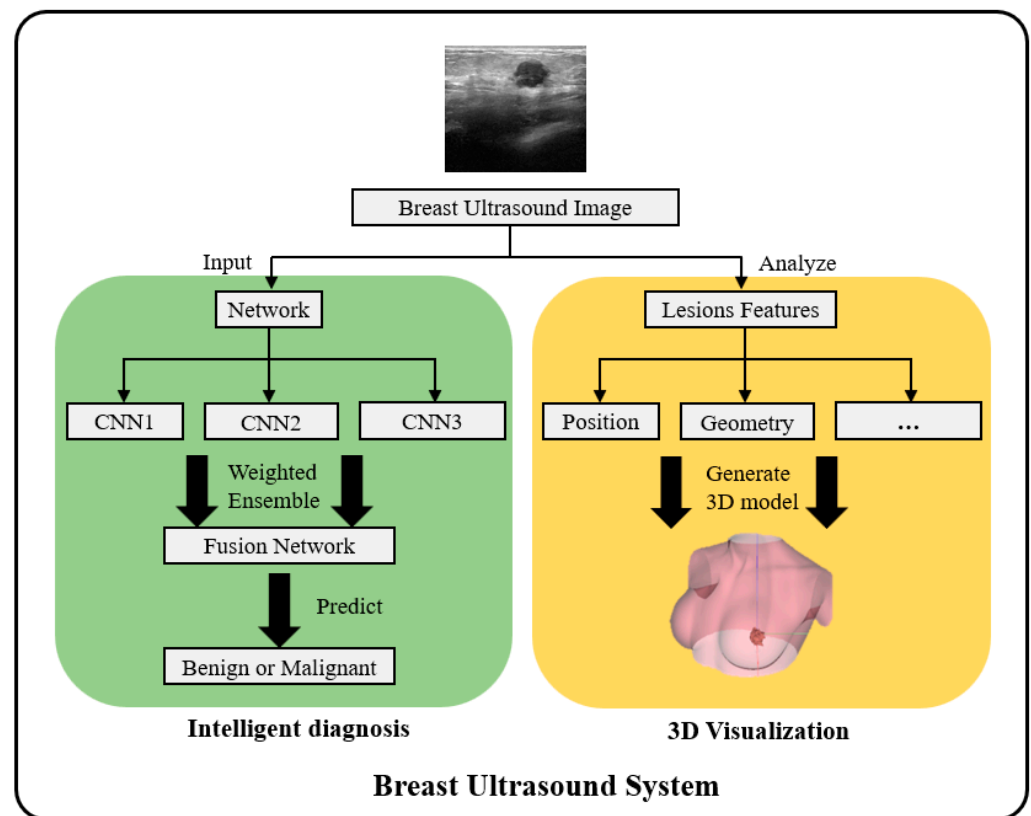 Breast Ultrasound Image
Input
Analyze
Network
Lesions Features
CNN1
CNN2
CNN3
Position
Geometry
...
Weighted
Ensemble
Generate
3D model
Fusion Network
Predict
Benign or Malignant
Intelligent diagnosis
3D Visualization
Breast Ultrasound System